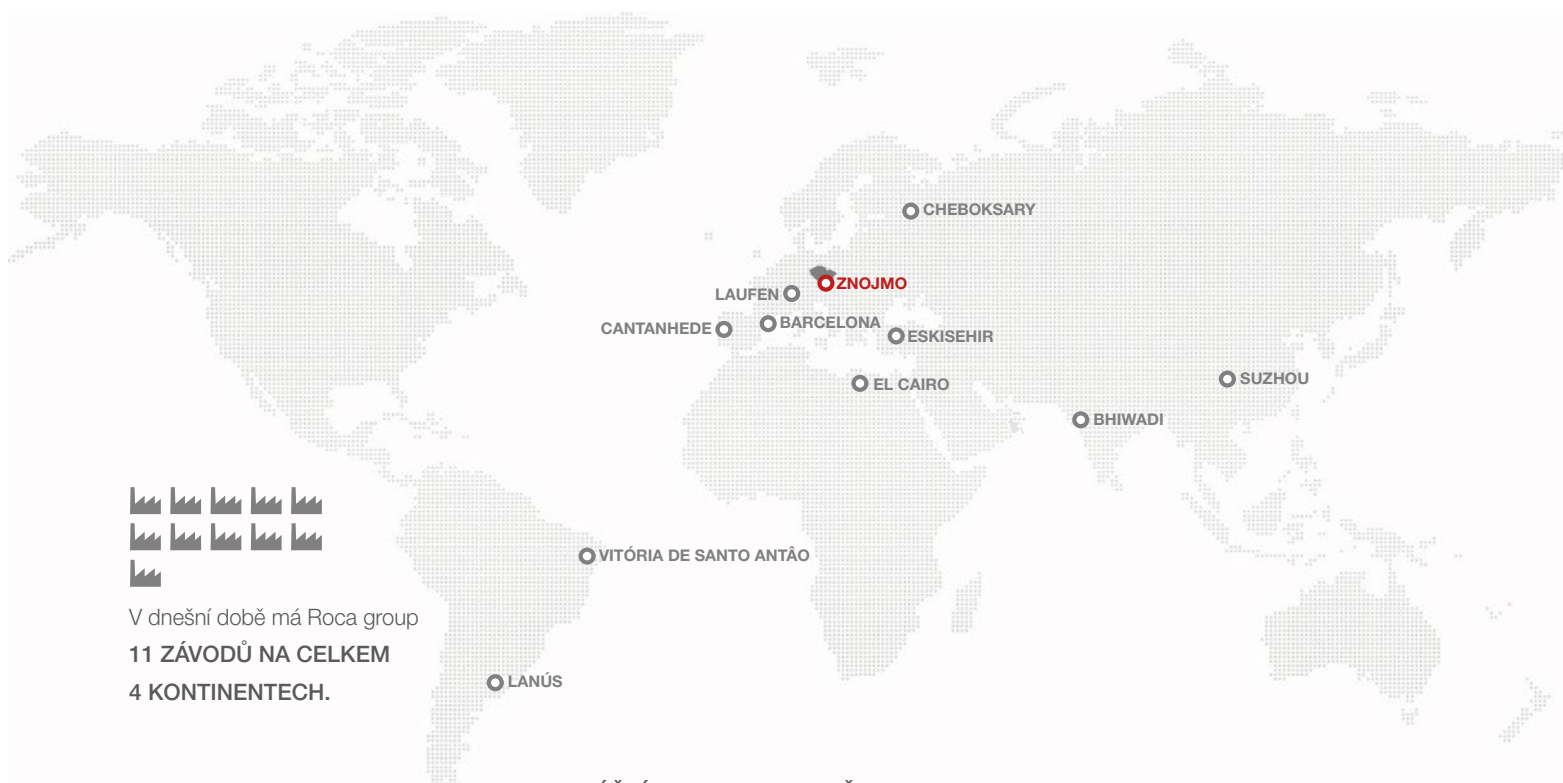 CHEBOKSARY
ZNOJMO
LAUFEN
BARCELONA
CANTANHEDE
ESKISEHIR
EL CAIRO
SUZHOU
BHIWADI
VITÓRIA DE SANTO ANTÂO
V dnešní době má Roca group
11 ZÁVODŮ NA CELKEM
4 KONTINENTECH.
LANÚS